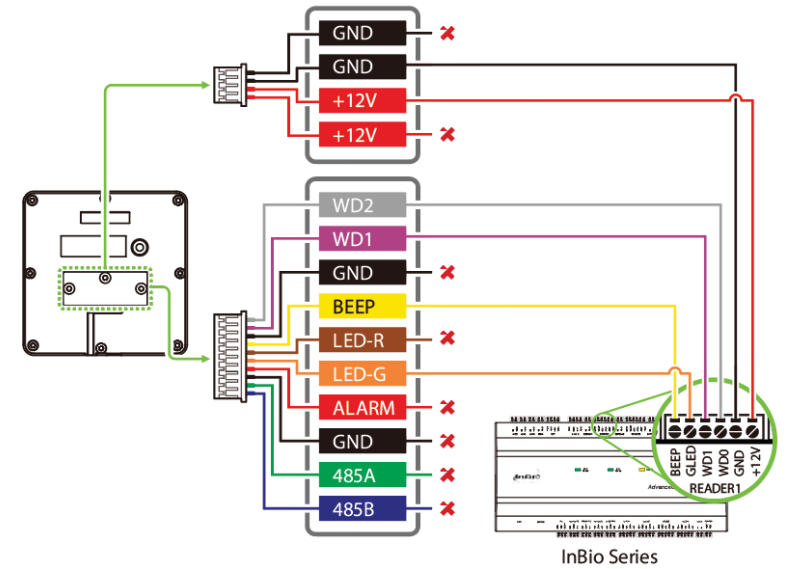 GND
GND
+12V
+12V
WD2
WD1
GND
BEEP
LED-R
LED-G
ALARM
GND
485A
485B
BEEP
GLED
WD1
WD0
GND
+12V
READER1
Advanced
InBio Series